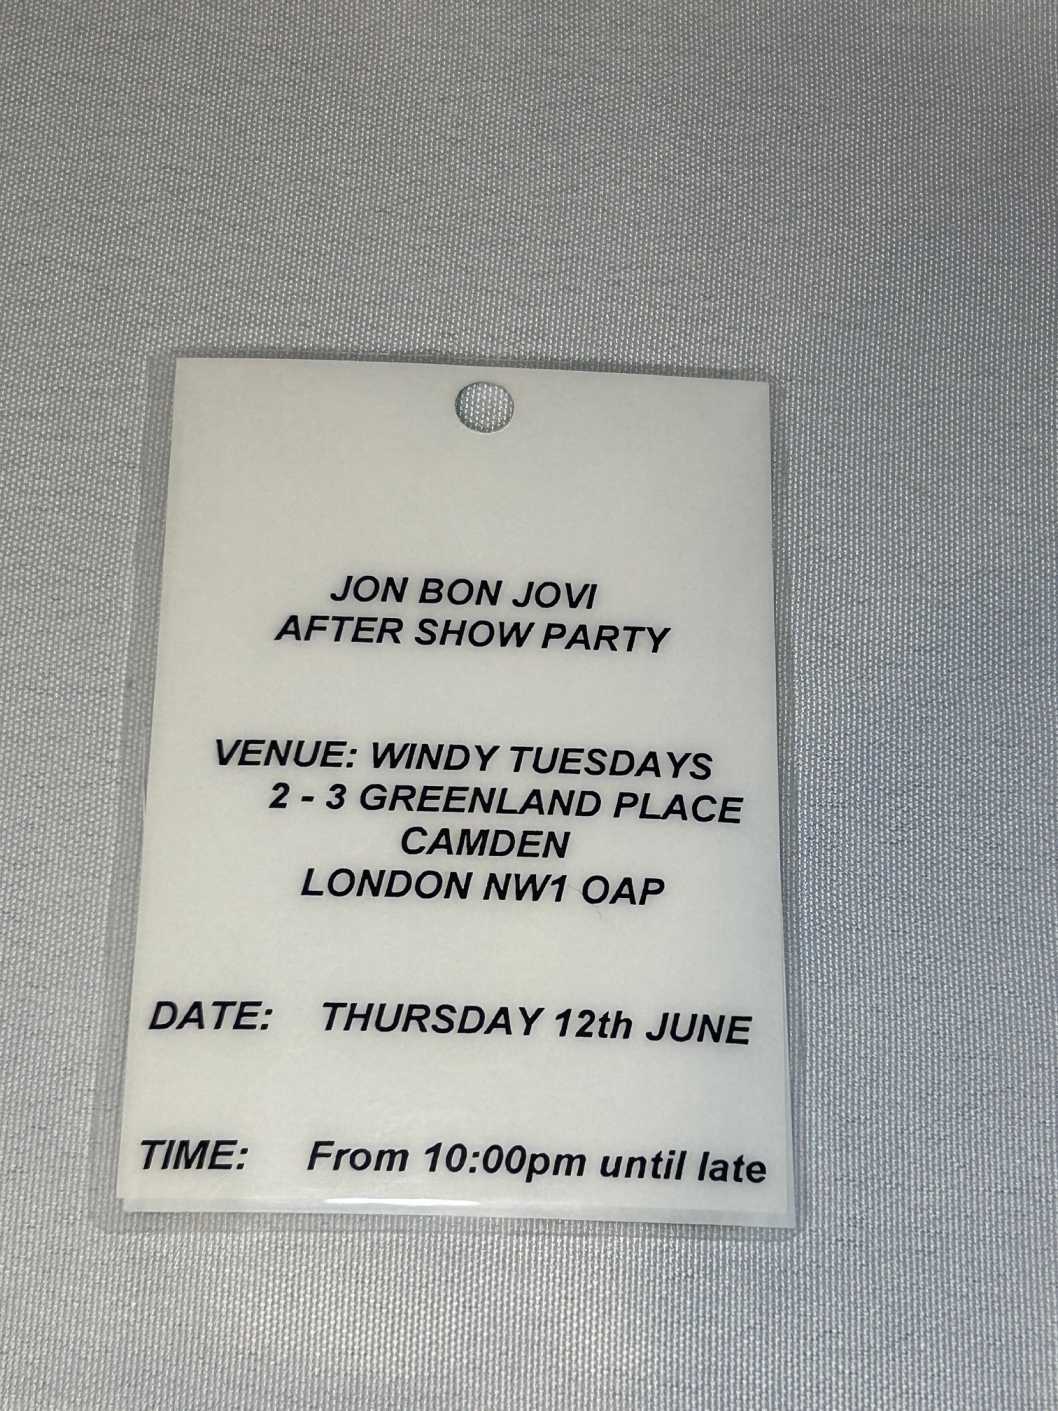 JON BON JOVI
AFTER SHOW PARTY
VENUE: WINDY TUESDAYS
2 - 3 GREENLAND PLACE
CAMDEN
LONDON NW1 OAP
DATE: THURSDAY 12th JUNE
TIME: From 10:00pm until late